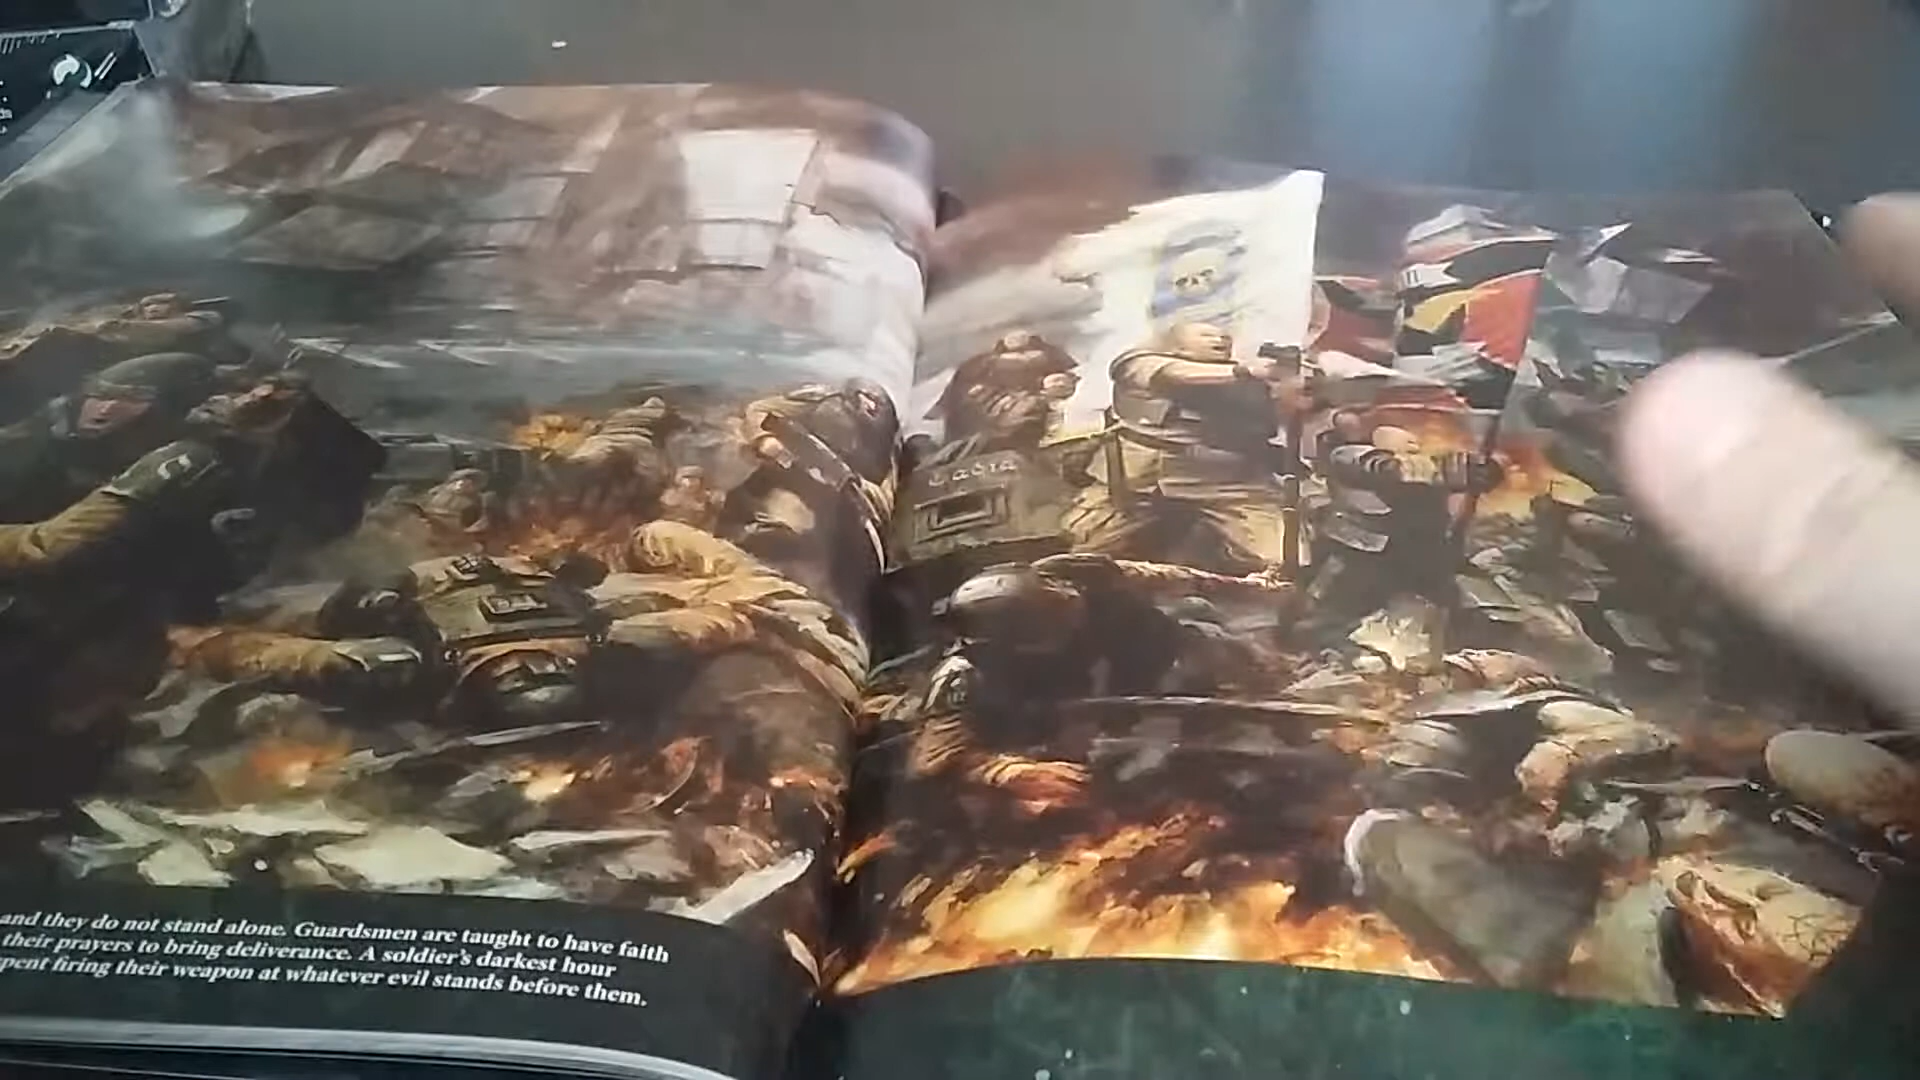 Cadia
and they do not stand alone. Guardsmen are taught to have faith
their prayers to bring deliverance. A soldier's darkest hour
pent firing their weapon at whatever evil stands before them.